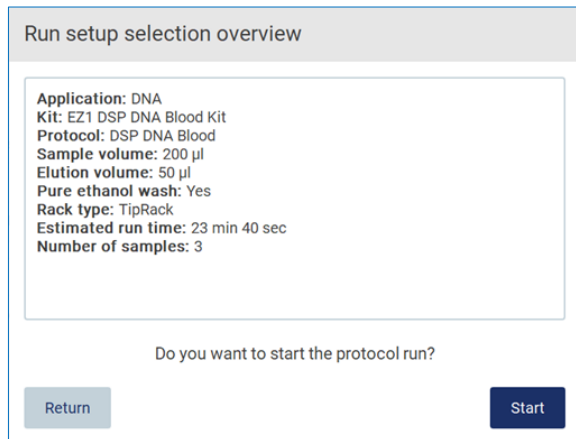 Run setup selection overview
Application: DNA
Kit: EZ1 DSP DNA Blood Kit
Protocol: DSP DNA Blood
Sample volume: 200 µl
Elution volume: 50 µl
Pure ethanol wash: Yes
Rack type: TipRack
Estimated run time: 23 min 40 sec
Number of samples: 3
Do you want to start the protocol run?
Return
Start